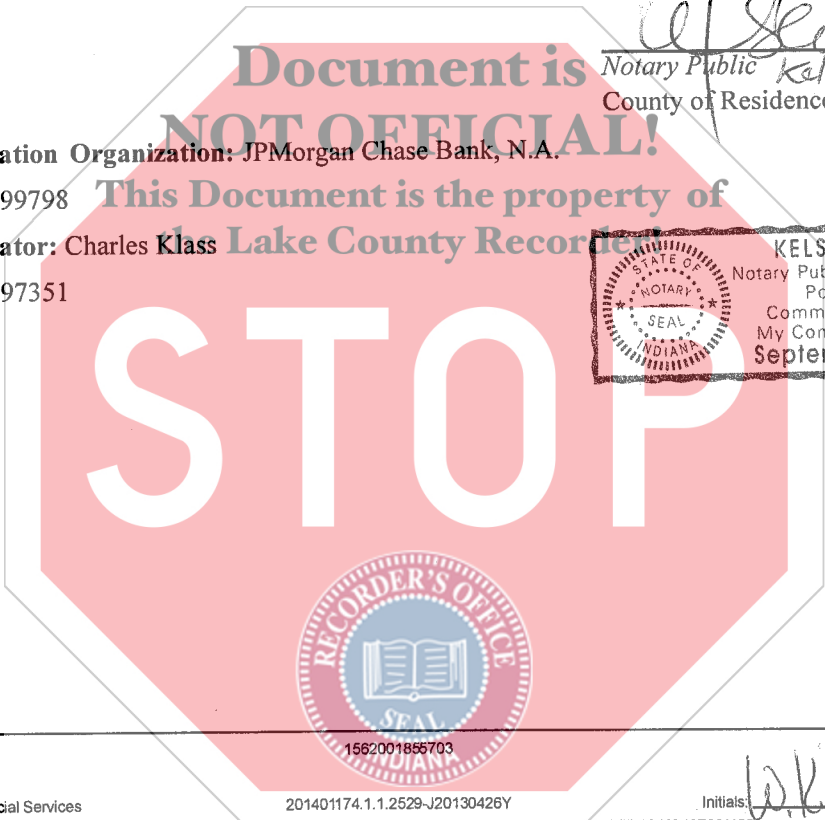 Document is
Notary Public
County of Residence
NOT OFFICIAL!
ation Organization: JPMorgan Chase Bank, N.A.
99798
This Document is the property of
ator: Charles Klass
the Lake County Recorder!
97351
KELS
STATE OF
Notary Pub
NOTARY
SEAL
Comm
My Com
INDIANA
Septem
STOP
RECORDER'S OFFICE
SEAL
INDIANA
1562001855703
cial Services
201401174.1.1.2529-J20130426Y
Initials: W.K